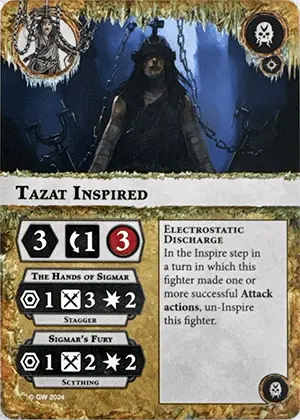 TAZAT INSPIRED
3 1 3
THE HANDS OF SIGMAR
1 3 2
STAGGER
SIGMAR'S FURY
1 2 2
SCYTHING
ELECTROSTATIC
DISCHARGE
In the Inspire step in
a turn in which this
fighter made one or
more successful Attack
actions, un-Inspire
this fighter.
© GW 2024